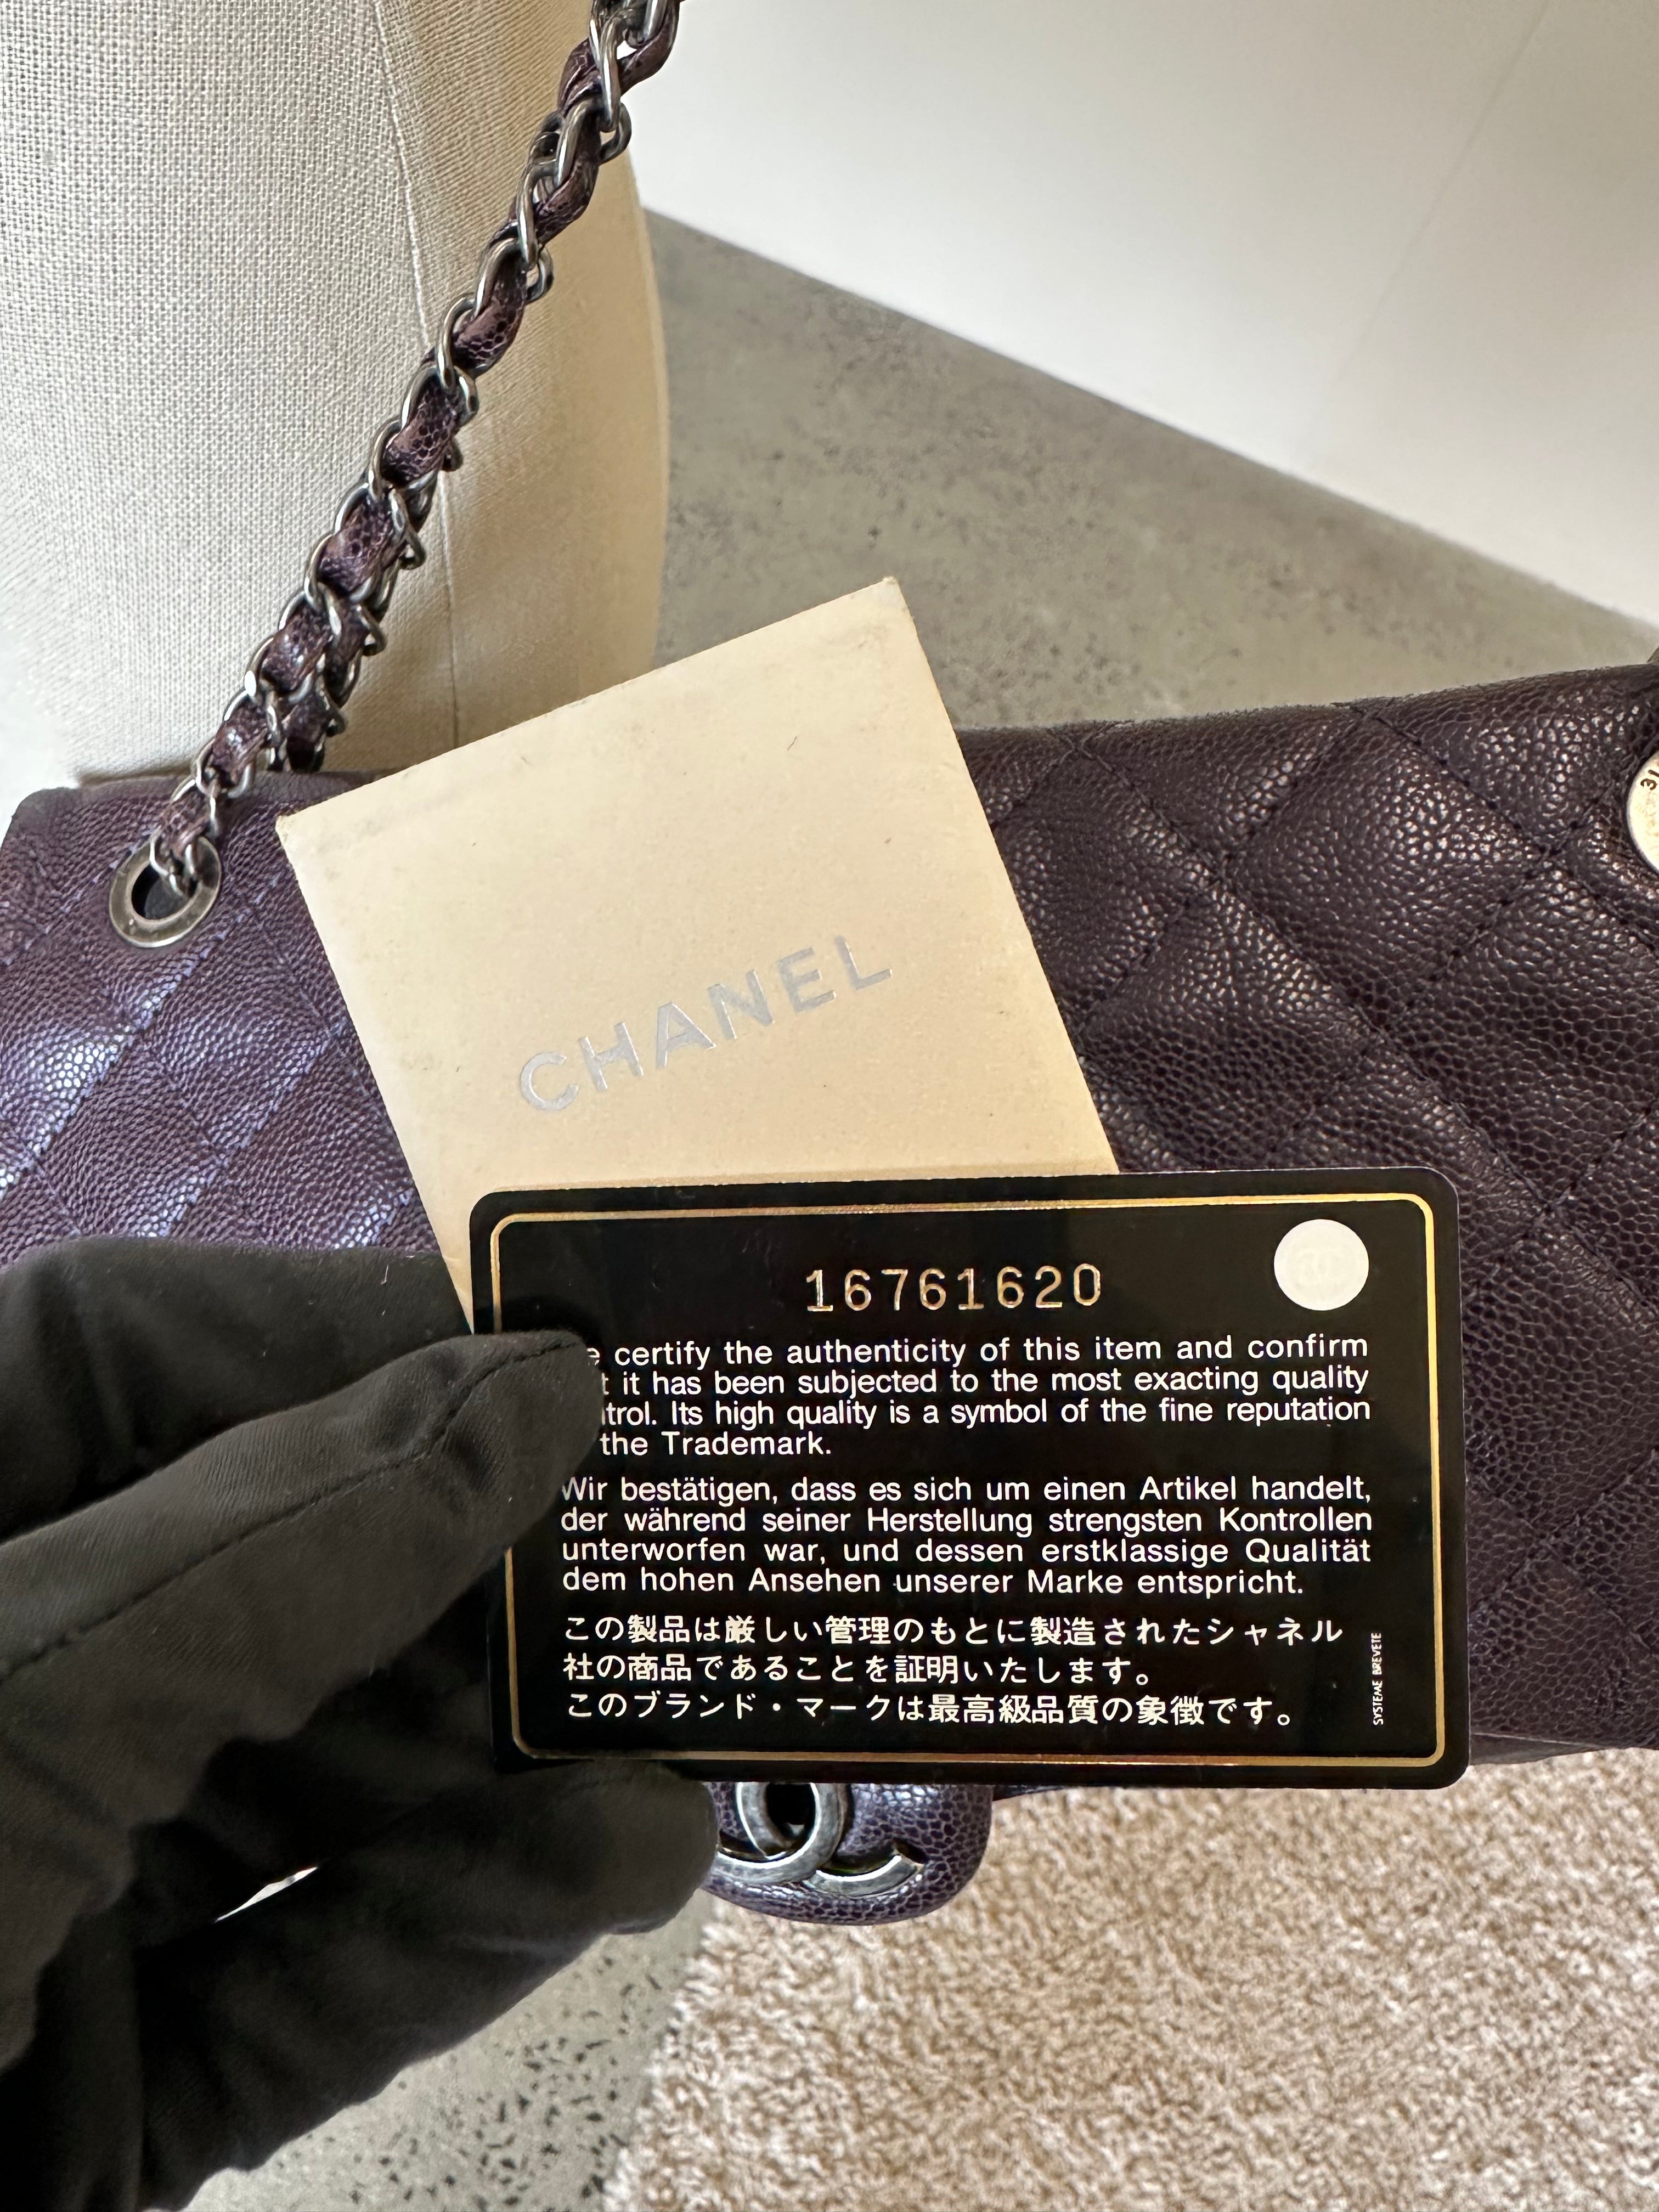 CHANEL
31
16761620
certify the authenticity of this item and confirm
it has been subjected to the most exacting quality
Its high quality is a symbol of the fine reputation
the Trademark.
Wir bestätigen, dass es sich um einen Artikel handelt,
der während seiner Herstellung strengsten Kontrollen
unterworfen war, und dessen erstklassige Qualität
dem hohen Ansehen unserer Marke entspricht.
この製品は厳しい管理のもとに製造されたシャネル
社の商品であることを証明いたします。
このブランド・マークは最高級品質の象徴です。
SYSTEME BREVETE